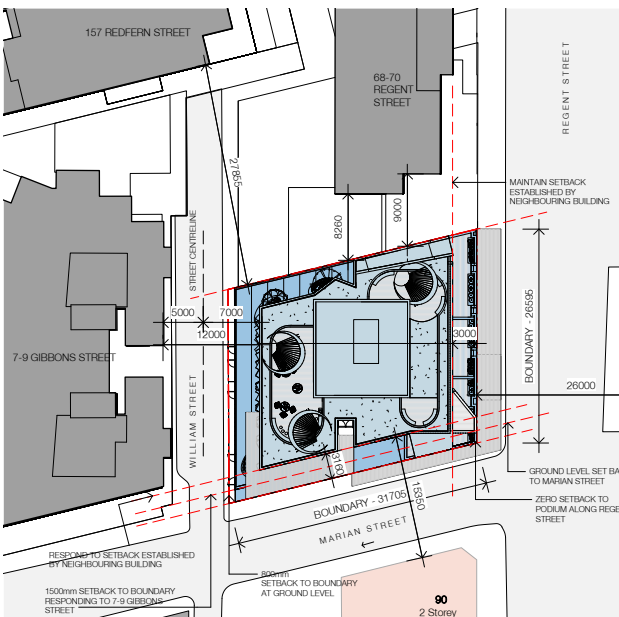 157 REDFERN STREET
68-70
REGENT
STREET
REGENT STREET
27855
MAINTAIN SETBACK
ESTABLISHED BY
NEIGHBOURING BUILDING
8260
9000
STREET CENTRELINE
5000
7000
12000
3000
7-9 GIBBONS STREET
BOUNDARY - 26595
26000
WILLIAM STREET
3160
15350
BOUNDARY - 31705
MARIAN STREET
GROUND LEVEL SET BA
TO MARIAN STREET
ZERO SETBACK TO
PODIUM ALONG REGE
STREET
RESPOND TO SETBACK ESTABLISHED
BY NEIGHBOURING BUILDING
1500mm SETBACK TO BOUNDARY
RESPONDING TO 7-9 GIBBONS
STREET
800mm
SETBACK TO BOUNDARY
AT GROUND LEVEL
90
2 Storey